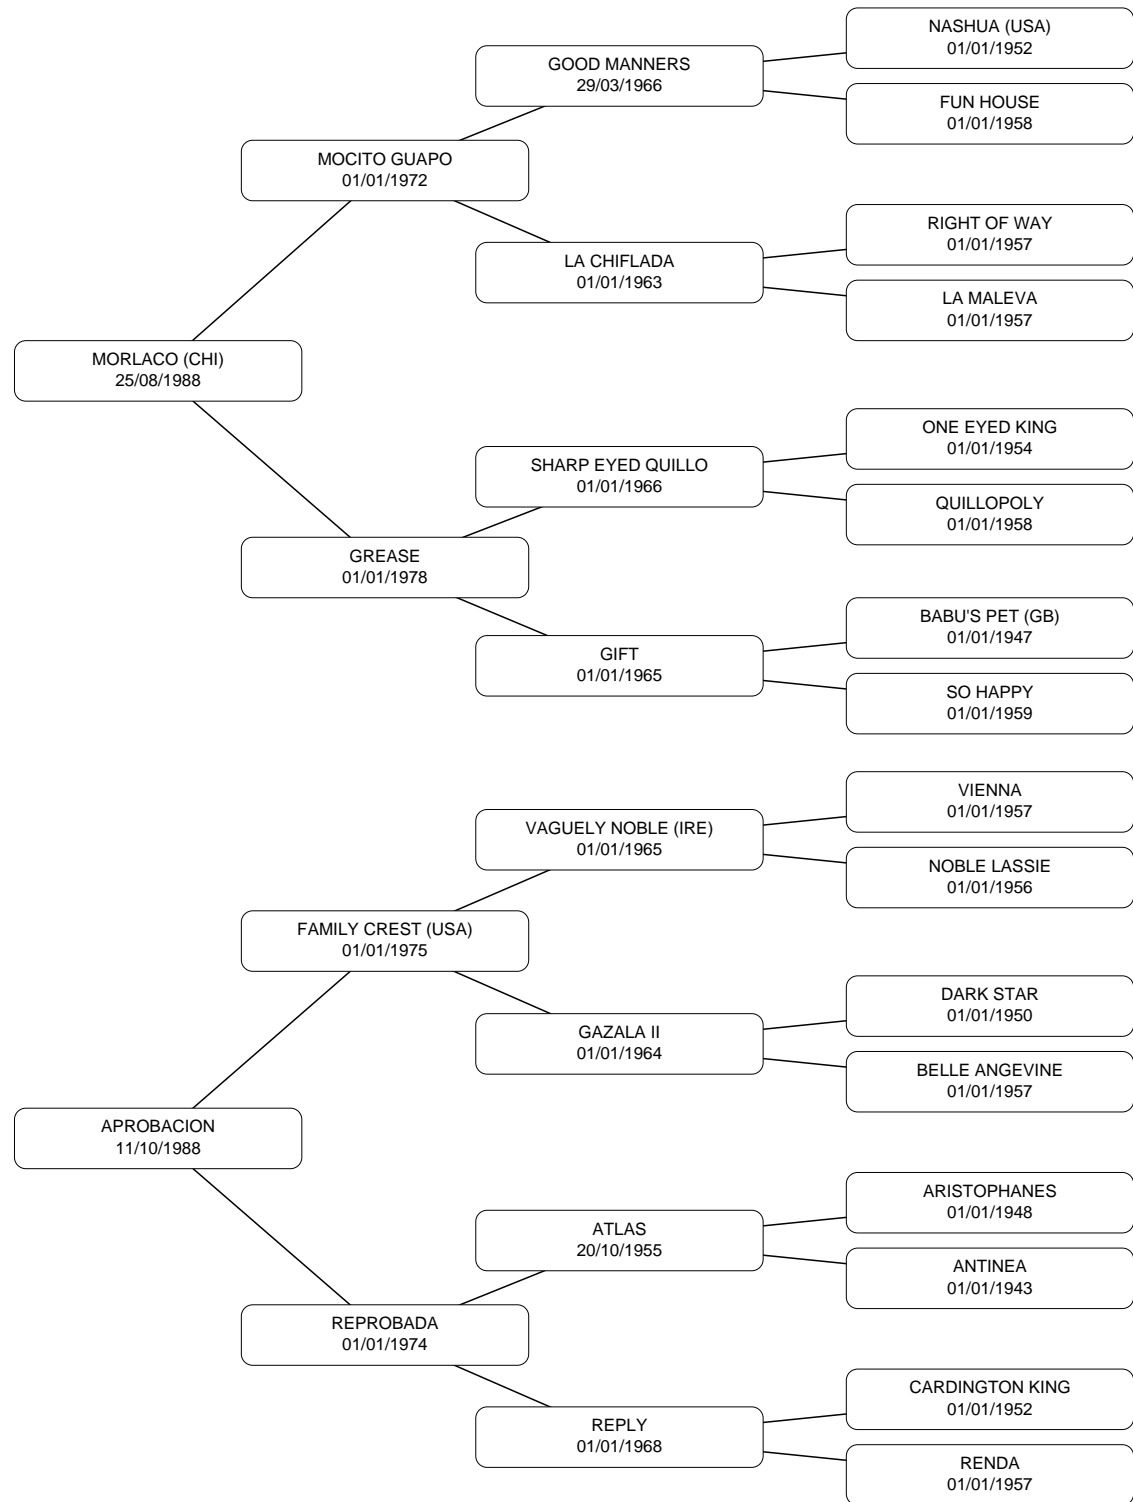 NASHUA (USA)
01/01/1952
GOOD MANNERS
29/03/1966
FUN HOUSE
01/01/1958
MOCITO GUAPO
01/01/1972
RIGHT OF WAY
01/01/1957
LA CHIFLADA
01/01/1963
LA MALEVA
01/01/1957
MORLACO (CHI)
25/08/1988
ONE EYED KING
01/01/1954
SHARP EYED QUILLO
01/01/1966
QUILLOPOLY
01/01/1958
GREASE
01/01/1978
BABU'S PET (GB)
01/01/1947
GIFT
01/01/1965
SO HAPPY
01/01/1959
VIENNA
01/01/1957
VAGUELY NOBLE (IRE)
01/01/1965
NOBLE LASSIE
01/01/1956
FAMILY CREST (USA)
01/01/1975
DARK STAR
01/01/1950
GAZALA II
01/01/1964
BELLE ANGEVINE
01/01/1957
APROBACION
11/10/1988
ARISTOPHANES
01/01/1948
ATLAS
20/10/1955
ANTINEA
01/01/1943
REPROBADA
01/01/1974
CARDINGTON KING
01/01/1952
REPLY
01/01/1968
RENDA
01/01/1957